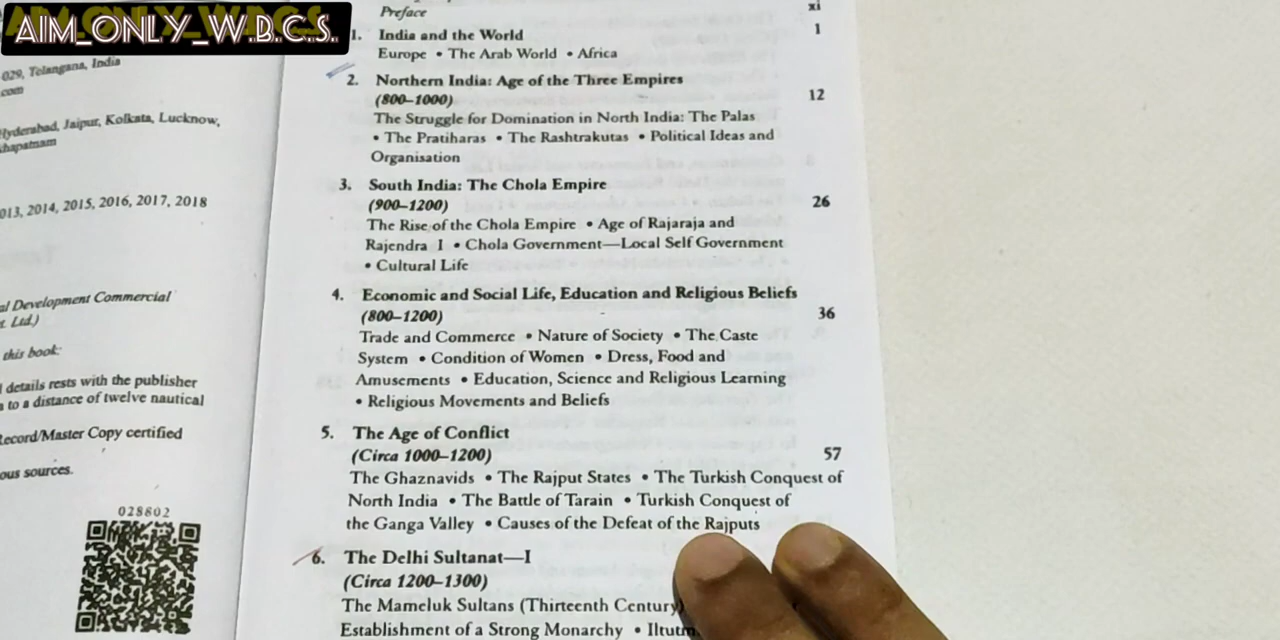 AIM_ONLY_W.B.C.S.
029, Telangana, India
com
Hyderabad, Jaipur, Kolkata, Lucknow,
khapatnam
013, 2014, 2015, 2016, 2017, 2018
al Development Commercial
t. Ltd.)
this book:
l details rests with the publisher
a to a distance of twelve nautical
Record/Master Copy certified
ous sources.
028802
Preface xi
1. India and the World 1
Europe • The Arab World • Africa
2. Northern India: Age of the Three Empires
(800–1000) 12
The Struggle for Domination in North India: The Palas
• The Pratiharas • The Rashtrakutas • Political Ideas and
Organisation
3. South India: The Chola Empire
(900–1200) 26
The Rise of the Chola Empire • Age of Rajaraja and
Rajendra I • Chola Government—Local Self Government
• Cultural Life
4. Economic and Social Life, Education and Religious Beliefs
(800–1200) 36
Trade and Commerce • Nature of Society • The Caste
System • Condition of Women • Dress, Food and
Amusements • Education, Science and Religious Learning
• Religious Movements and Beliefs
5. The Age of Conflict
(Circa 1000–1200) 57
The Ghaznavids • The Rajput States • The Turkish Conquest of
North India • The Battle of Tarain • Turkish Conquest of
the Ganga Valley • Causes of the Defeat of the Rajputs
6. The Delhi Sultanat—I
(Circa 1200–1300)
The Mameluk Sultans (Thirteenth Century)
Establishment of a Strong Monarchy •